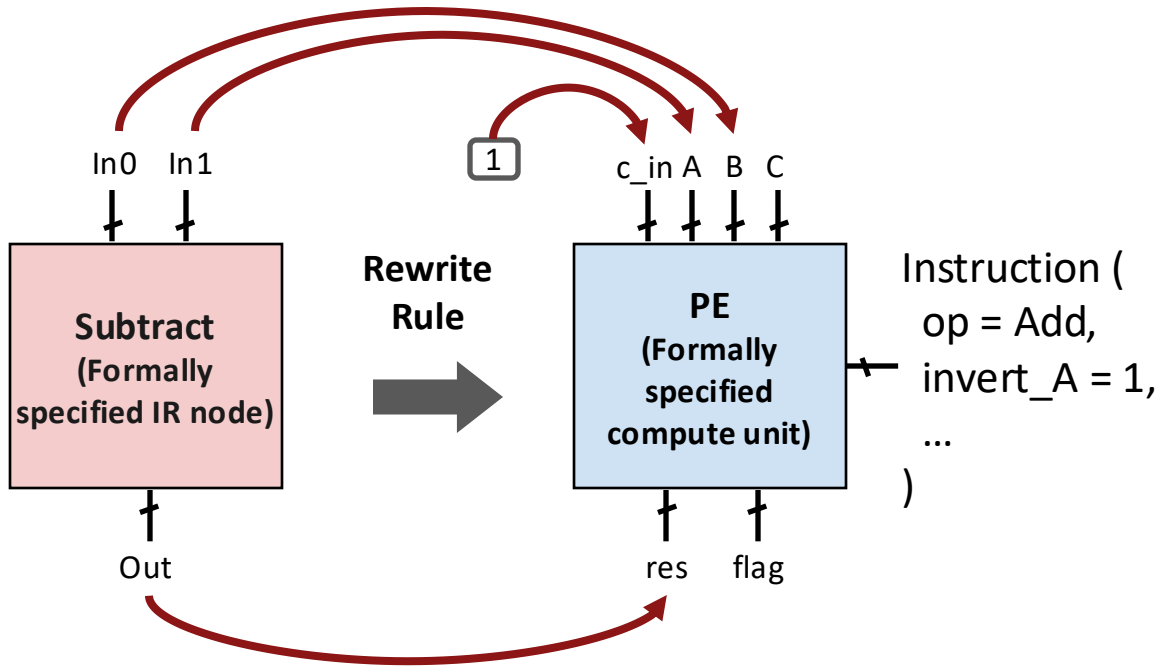 In0 In1
1
c_in A B C
Subtract
(Formally
specified IR node)
Rewrite
Rule
PE
(Formally
specified
compute unit)
Instruction (
op = Add,
invert_A = 1,
...
)
Out
res flag